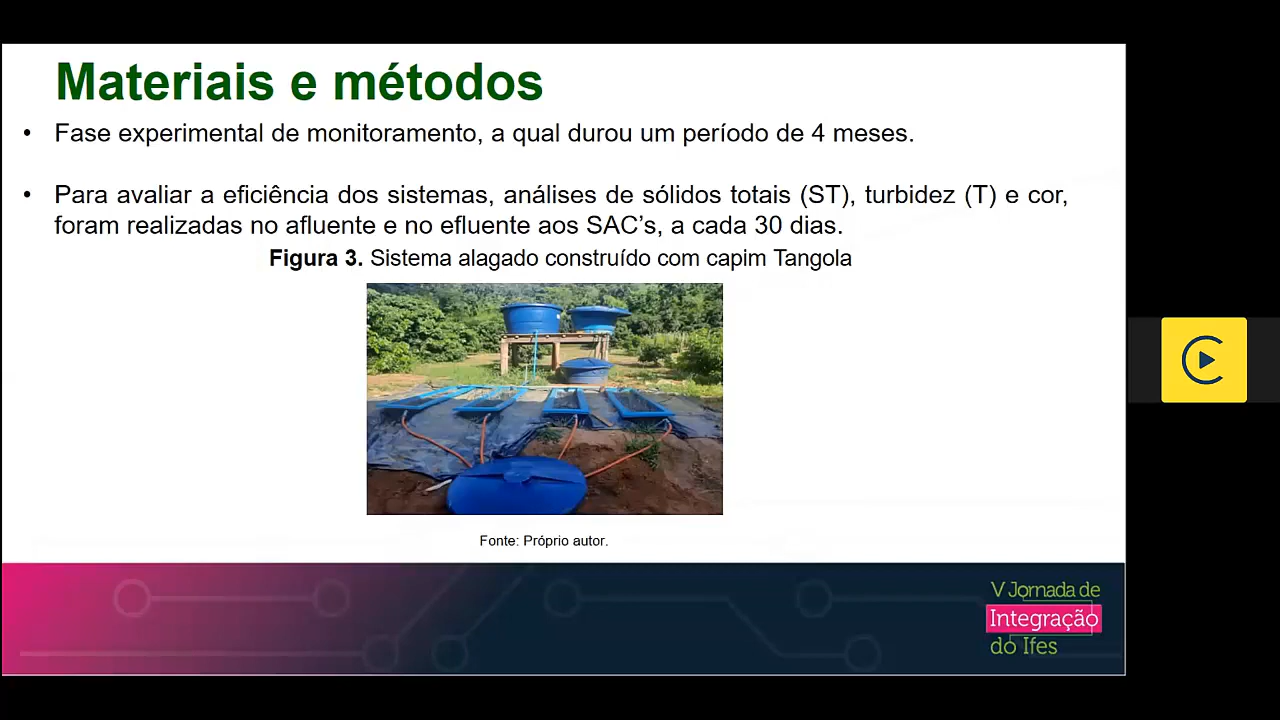 Materiais e métodos
• Fase experimental de monitoramento, a qual durou um período de 4 meses.
• Para avaliar a eficiência dos sistemas, análises de sólidos totais (ST), turbidez (T) e cor,
foram realizadas no afluente e no efluente aos SAC’s, a cada 30 dias.
Figura 3. Sistema alagado construído com capim Tangola
Fonte: Próprio autor.
V Jornada de
Integração
do Ifes